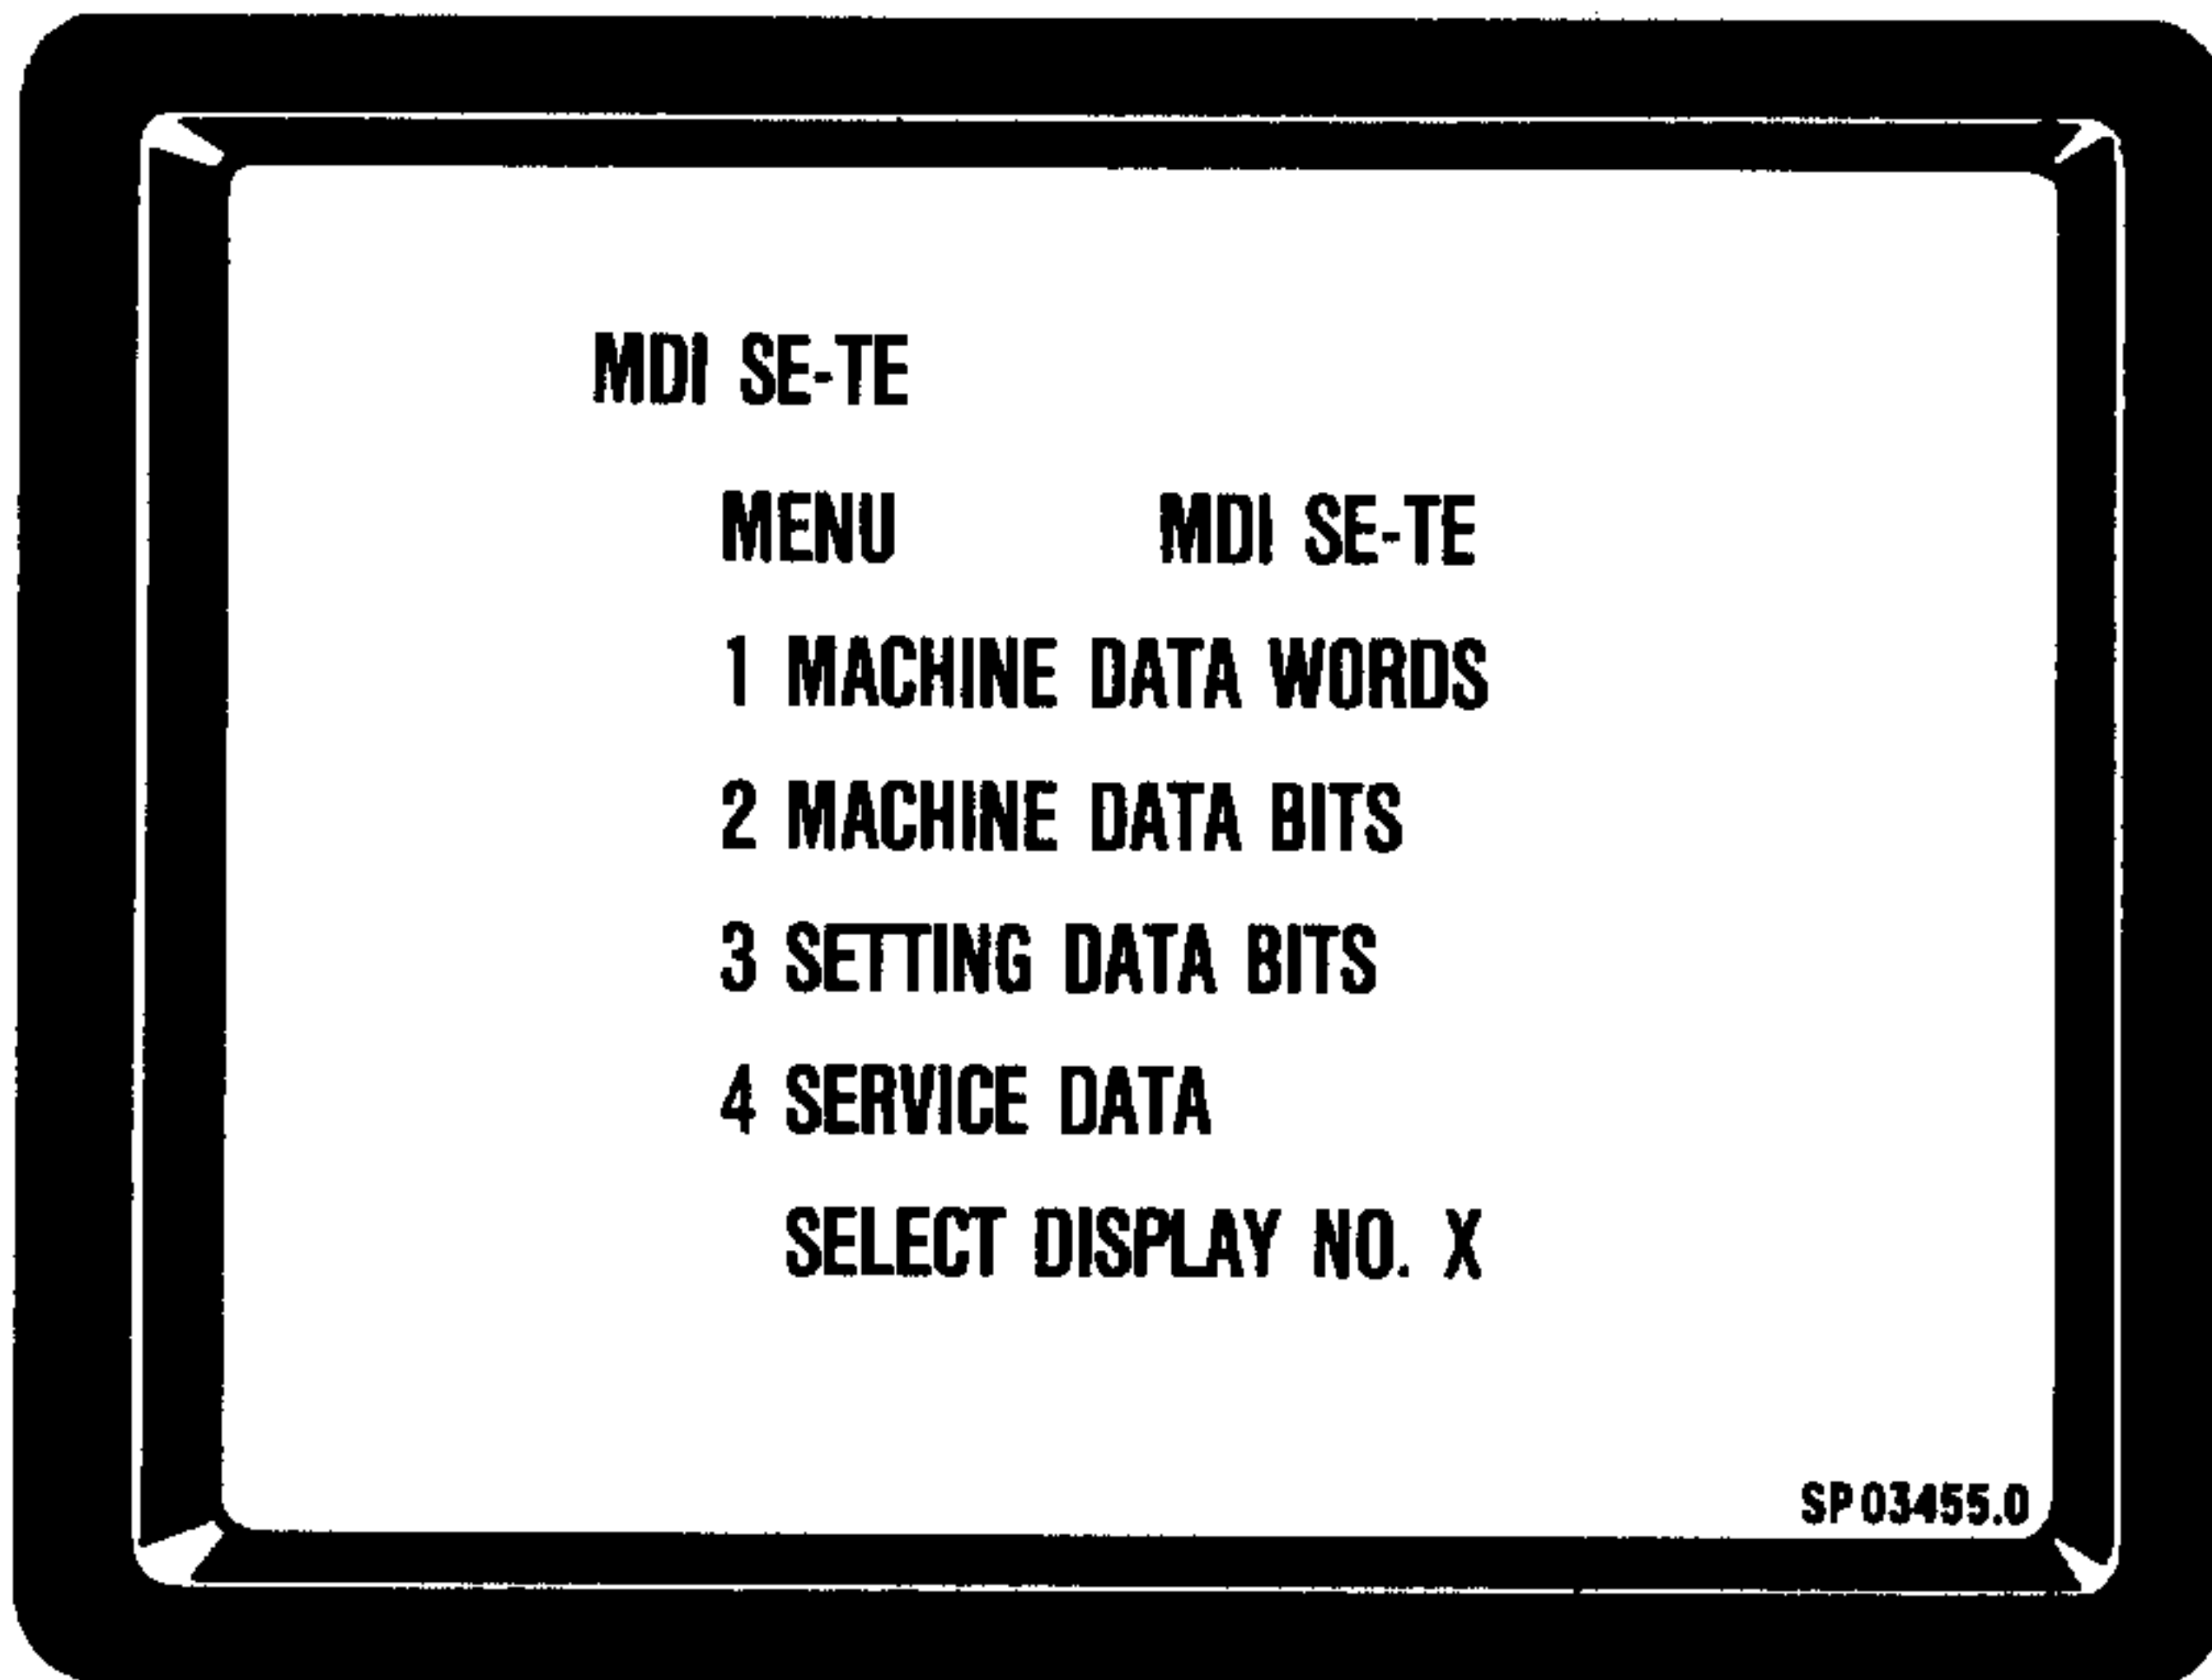 MDI SE-TE
MENU MDI SE-TE
1 MACHINE DATA WORDS
2 MACHINE DATA BITS
3 SETTING DATA BITS
4 SERVICE DATA
SELECT DISPLAY NO. X
SP03455.0